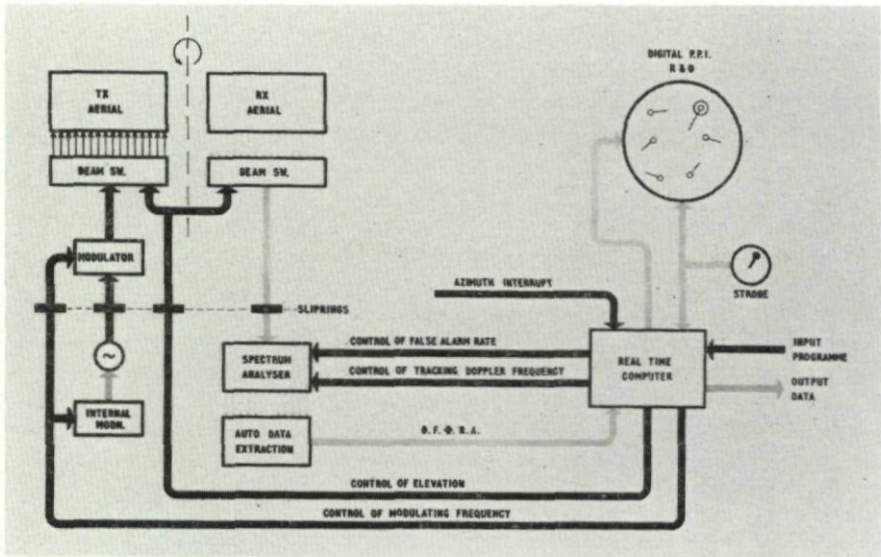 DIGITAL P.P.I.
R & θ
TX
AERIAL
RX
AERIAL
BEAM SW.
BEAM SW.
MODULATOR
STROBE
AZIMUTH INTERRUPT
SLIPRINGS
CONTROL OF FALSE ALARM RATE
SPECTRUM
ANALYSER
REAL TIME
COMPUTER
INPUT
PROGRAMME
CONTROL OF TRACKING DOPPLER FREQUENCY
OUTPUT
DATA
INTERNAL MODN.
AUTO DATA
EXTRACTION
CONTROL OF ELEVATION
CONTROL OF MODULATING FREQUENCY